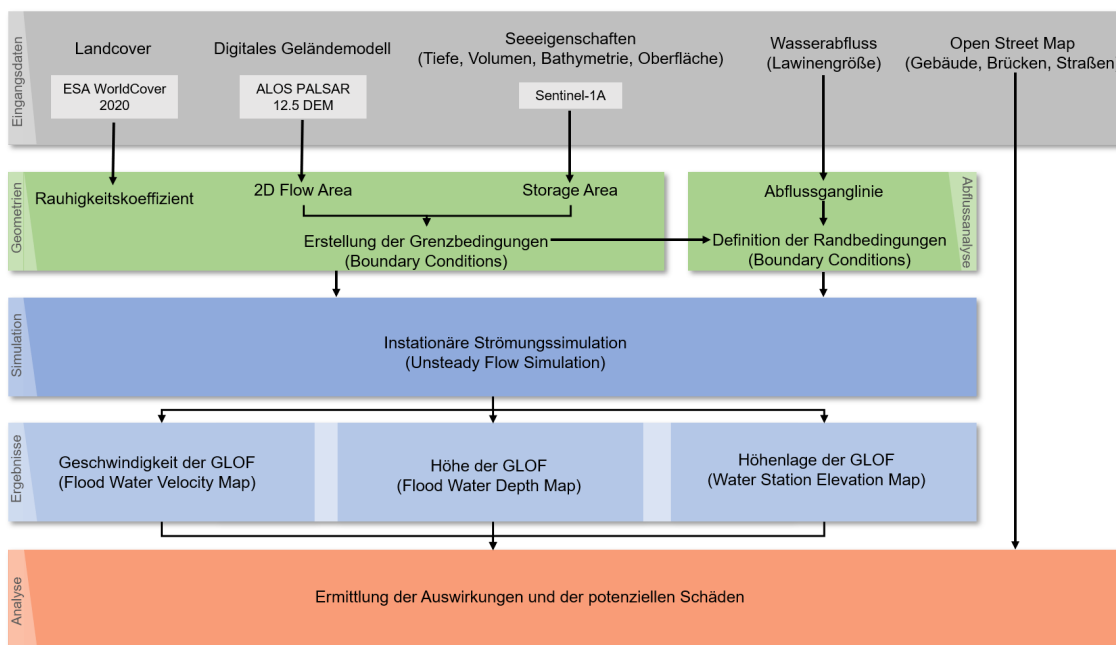 Eingangsdaten
Landcover
ESA WorldCover
2020
Digitales Geländemodell
ALOS PALSAR
12.5 DEM
Seeeigenschaften
(Tiefe, Volumen, Bathymetrie, Oberfläche)
Sentinel-1A
Wasserabfluss
(Lawinengröße)
Open Street Map
(Gebäude, Brücken, Straßen
Geometrien
Rauhigkeitskoeffizient
2D Flow Area
Storage Area
Erstellung der Grenzbedingungen
(Boundary Conditions)
Abflussganglinie
Definition der Randbedingungen
(Boundary Conditions)
Abflussanalyse
Simulation
Instationäre Strömungssimulation
(Unsteady Flow Simulation)
Ergebnisse
Geschwindigkeit der GLOF
(Flood Water Velocity Map)
Höhe der GLOF
(Flood Water Depth Map)
Höhenlage der GLOF
(Water Station Elevation Map)
Analyse
Ermittlung der Auswirkungen und der potenziellen Schäden